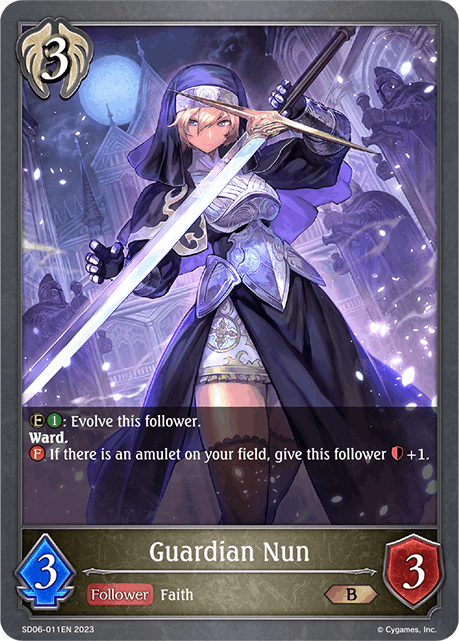 3
E 1: Evolve this follower.
Ward.
F If there is an amulet on your field, give this follower +1.
Guardian Nun
3 Follower Faith B 3
SD06-011EN 2023 © Cygames, Inc.